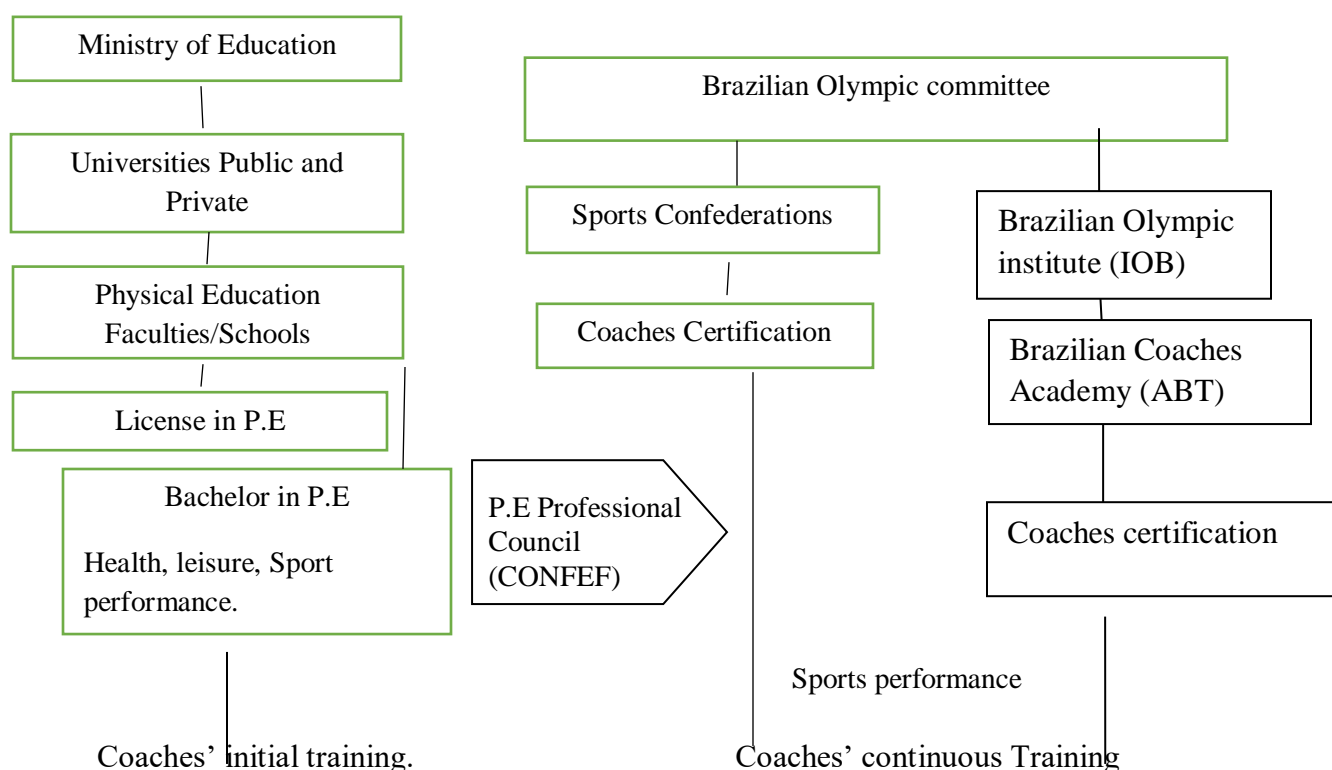 Ministry of Education
Universities Public and
Private
Physical Education
Faculties/Schools
License in P.E
Bachelor in P.E
Health, leisure, Sport
performance.
P.E Professional
Council
(CONFEF)
Brazilian Olympic committee
Sports Confederations
Coaches Certification
Brazilian Olympic
institute (IOB)
Brazilian Coaches
Academy (ABT)
Coaches certification
Sports performance
Coaches’ initial training.
Coaches’ continuous Training